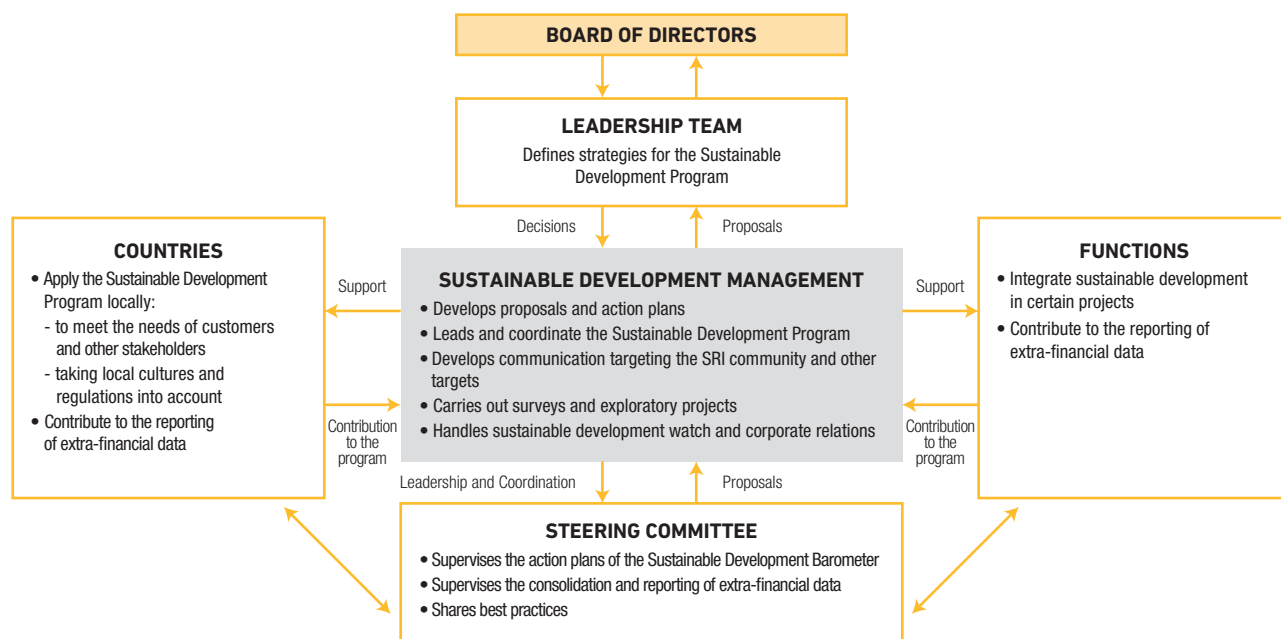 BOARD OF DIRECTORS
LEADERSHIP TEAM
Defines strategies for the Sustainable
Development Program
Decisions
Proposals
COUNTRIES
• Apply the Sustainable Development
Program locally:
- to meet the needs of customers
and other stakeholders
- taking local cultures and
regulations into account
• Contribute to the reporting
of extra-financial data
Support
Contribution
to the
program
SUSTAINABLE DEVELOPMENT MANAGEMENT
• Develops proposals and action plans
• Leads and coordinate the Sustainable Development Program
• Develops communication targeting the SRI community and other
targets
• Carries out surveys and exploratory projects
• Handles sustainable development watch and corporate relations
Support
Contribution
to the
program
FUNCTIONS
• Integrate sustainable development
in certain projects
• Contribute to the reporting of
extra-financial data
Leadership and Coordination
Proposals
STEERING COMMITTEE
• Supervises the action plans of the Sustainable Development Barometer
• Supervises the consolidation and reporting of extra-financial data
• Shares best practices